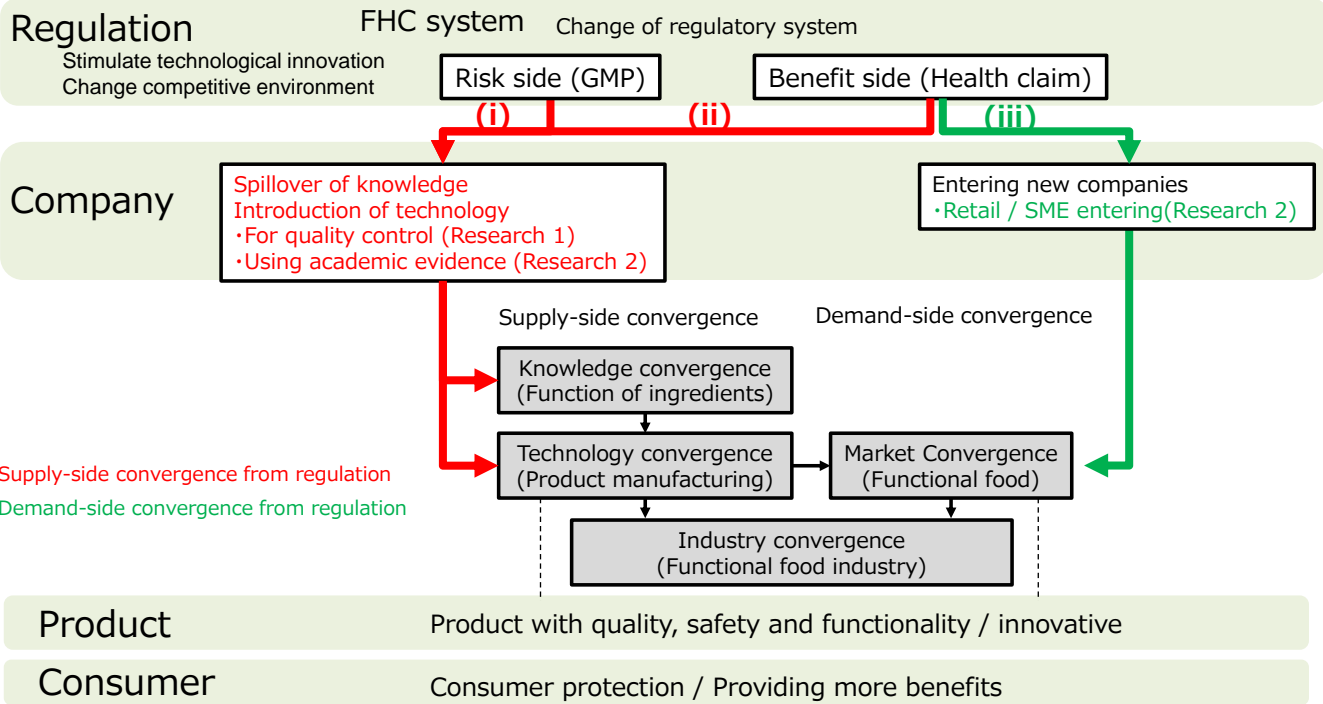 Regulation
FHC system
Change of regulatory system
Stimulate technological innovation
Change competitive environment
Risk side (GMP)
Benefit side (Health claim)
(i)
(ii)
(iii)
Company
Spillover of knowledge
Introduction of technology
・For quality control (Research 1)
・Using academic evidence (Research 2)
Entering new companies
・Retail / SME entering(Research 2)
Supply-side convergence
Demand-side convergence
Knowledge convergence
(Function of ingredients)
Technology convergence
(Product manufacturing)
Market Convergence
(Functional food)
Supply-side convergence from regulation
Demand-side convergence from regulation
Industry convergence
(Functional food industry)
Product
Product with quality, safety and functionality / innovative
Consumer
Consumer protection / Providing more benefits